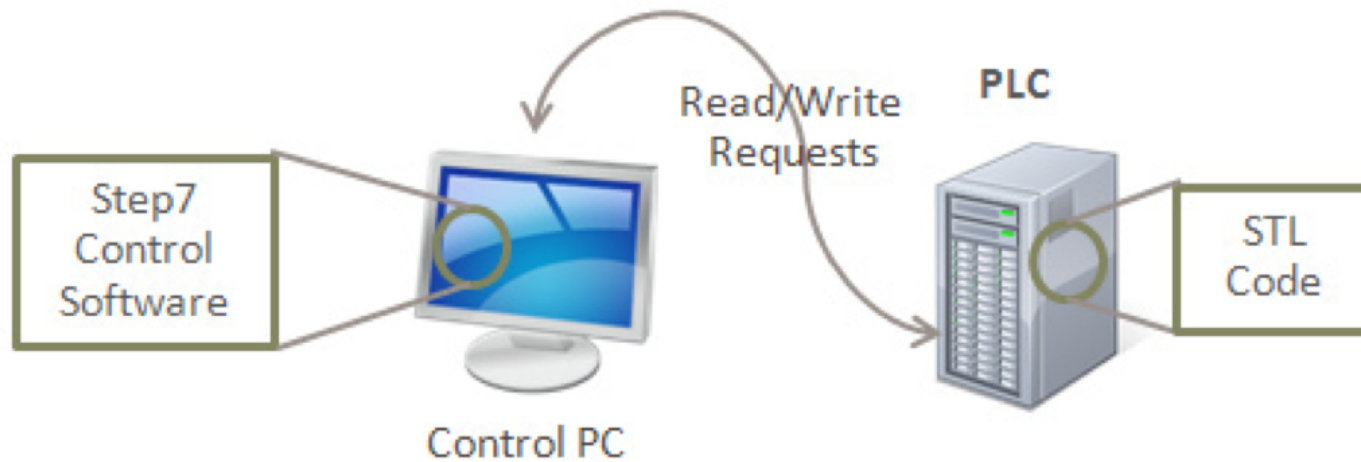 Step7
Control
Software
Control PC
Read/Write
Requests
PLC
STL
Code